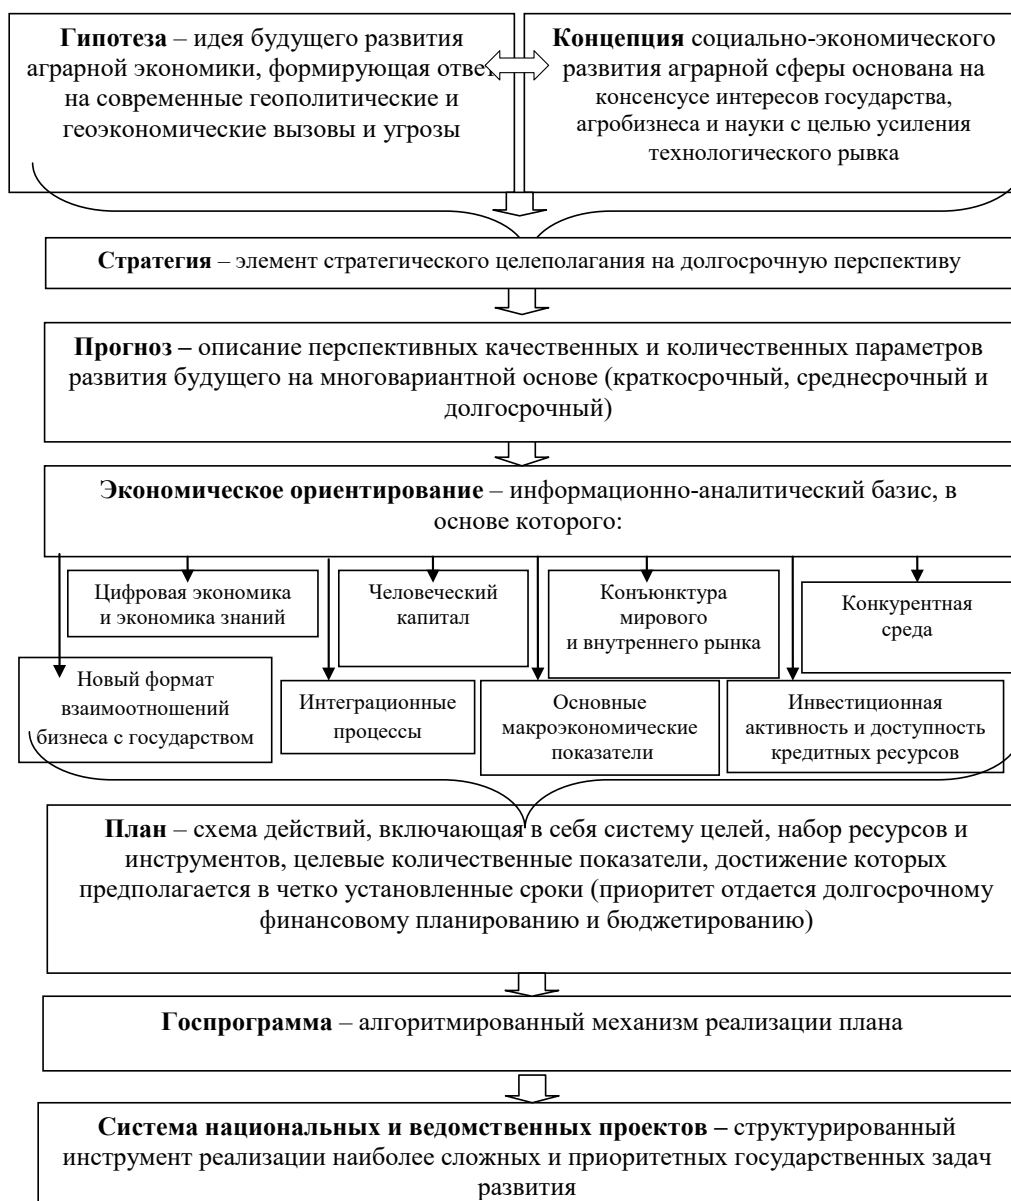 Гипотеза – идея будущего развития
аграрной экономики, формирующая ответ
на современные геополитические и
геоэкономические вызовы и угрозы
Концепция социально-экономического
развития аграрной сферы основана на
консенсусе интересов государства,
агробизнеса и науки с целью усиления
технологического рывка
Стратегия – элемент стратегического целеполагания на долгосрочную перспективу
Прогноз – описание перспективных качественных и количественных параметров
развития будущего на многовариантной основе (краткосрочный, среднесрочный и
долгосрочный)
Экономическое ориентирование – информационно-аналитический базис, в
основе которого:
Цифровая экономика
и экономика знаний
Человеческий
капитал
Конъюнктура
мирового
и внутреннего рынка
Конкурентная
среда
Новый формат
взаимоотношений
бизнеса с государством
Интеграционные
процессы
Основные
макроэкономические
показатели
Инвестиционная
активность и доступность
кредитных ресурсов
План – схема действий, включающая в себя систему целей, набор ресурсов и
инструментов, целевые количественные показатели, достижение которых
предполагается в четко установленные сроки (приоритет отдается долгосрочному
финансовому планированию и бюджетированию)
Госпрограмма – алгоритмированный механизм реализации плана
Система национальных и ведомственных проектов – структурированный
инструмент реализации наиболее сложных и приоритетных государственных задач
развития